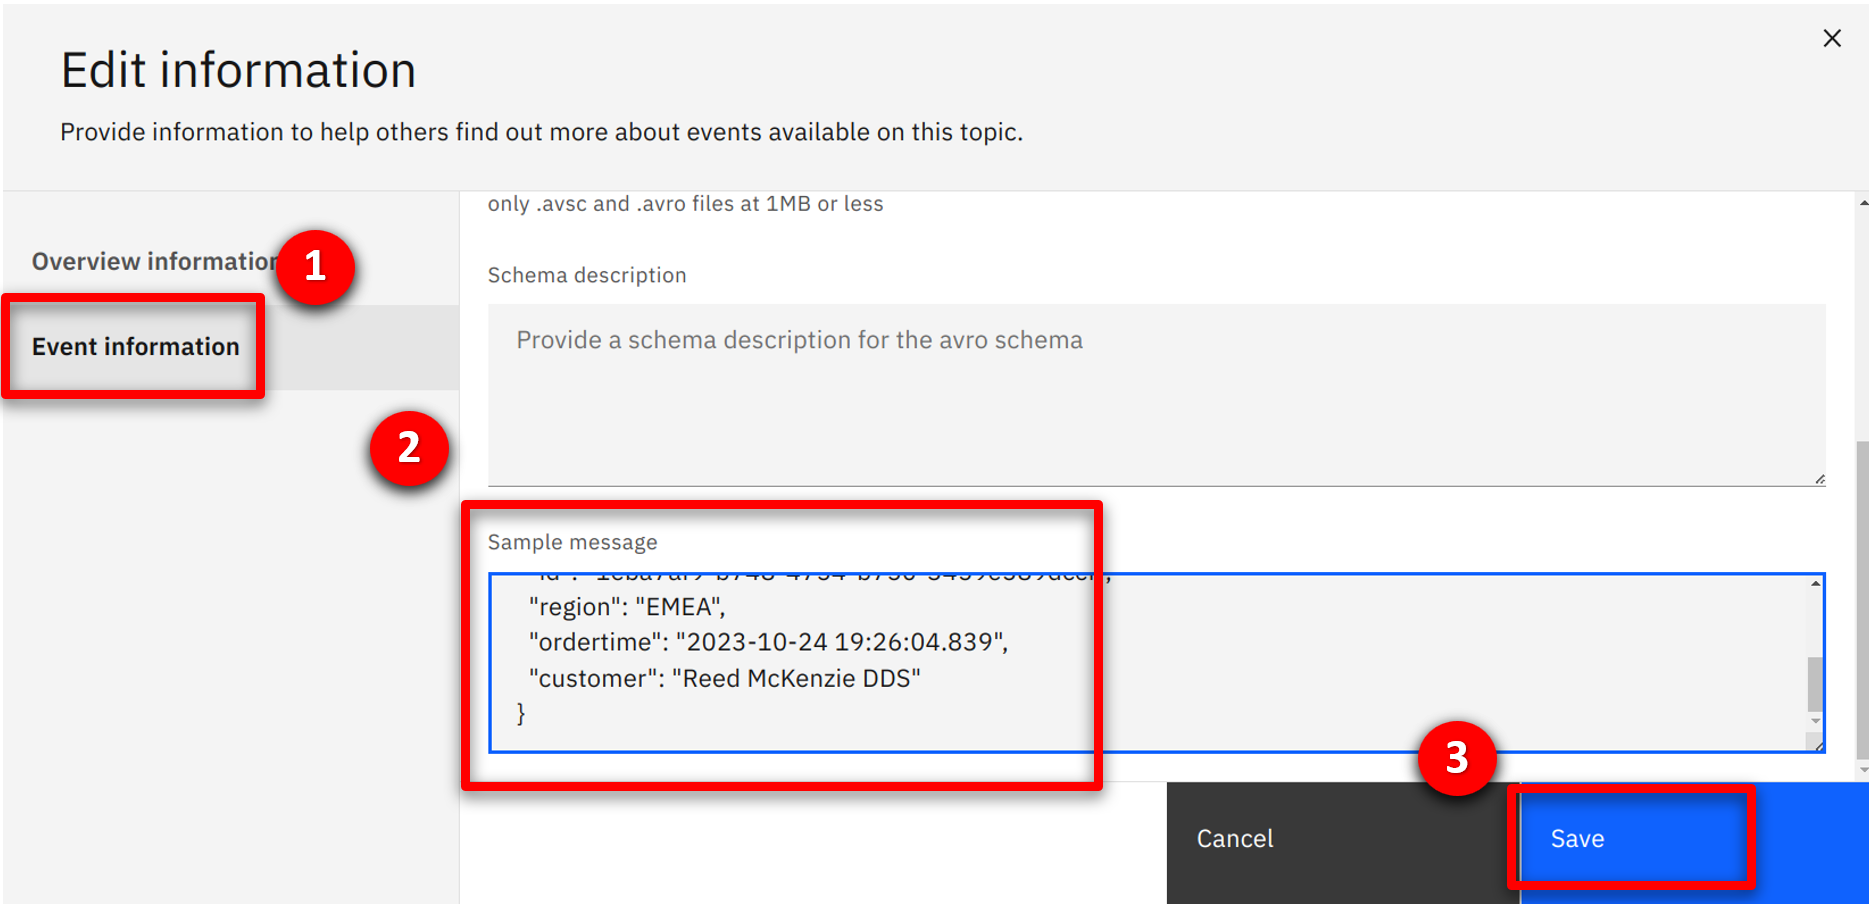 Edit information
Provide information to help others find out more about events available on this topic.
only .avsc and .avro files at 1MB or less
Overview information
1
Schema description
Event information
Provide a schema description for the avro schema
2
Sample message
"region": "EMEA",
"ordertime": "2023-10-24 19:26:04.839",
"customer": "Reed McKenzie DDS"
}
3
Cancel
Save